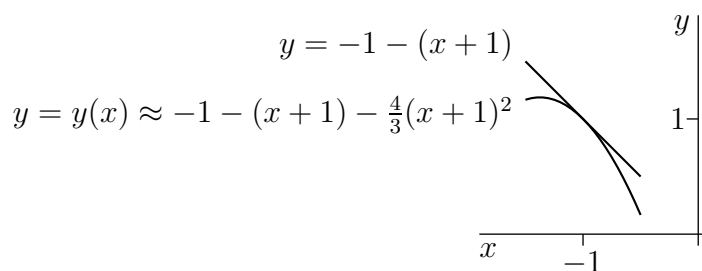 y
y = −1 − (x + 1)
y = y(x) ≈ −1 − (x + 1) − 4/3(x + 1)²
1
x
−1